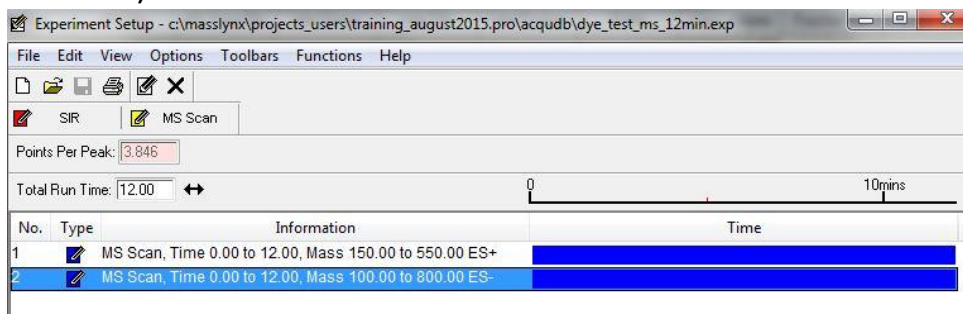 Experiment Setup - c:\masslynx\projects_users\training_august2015.pro\acqudb\dye_test_ms_12min.exp
File Edit View Options Toolbars Functions Help
SIR MS Scan
Points Per Peak: 3.846
Total Run Time: 12.00 0 10mins
No. Type Information Time
1 MS Scan, Time 0.00 to 12.00, Mass 150.00 to 550.00 ES+
2 MS Scan, Time 0.00 to 12.00, Mass 100.00 to 800.00 ES-